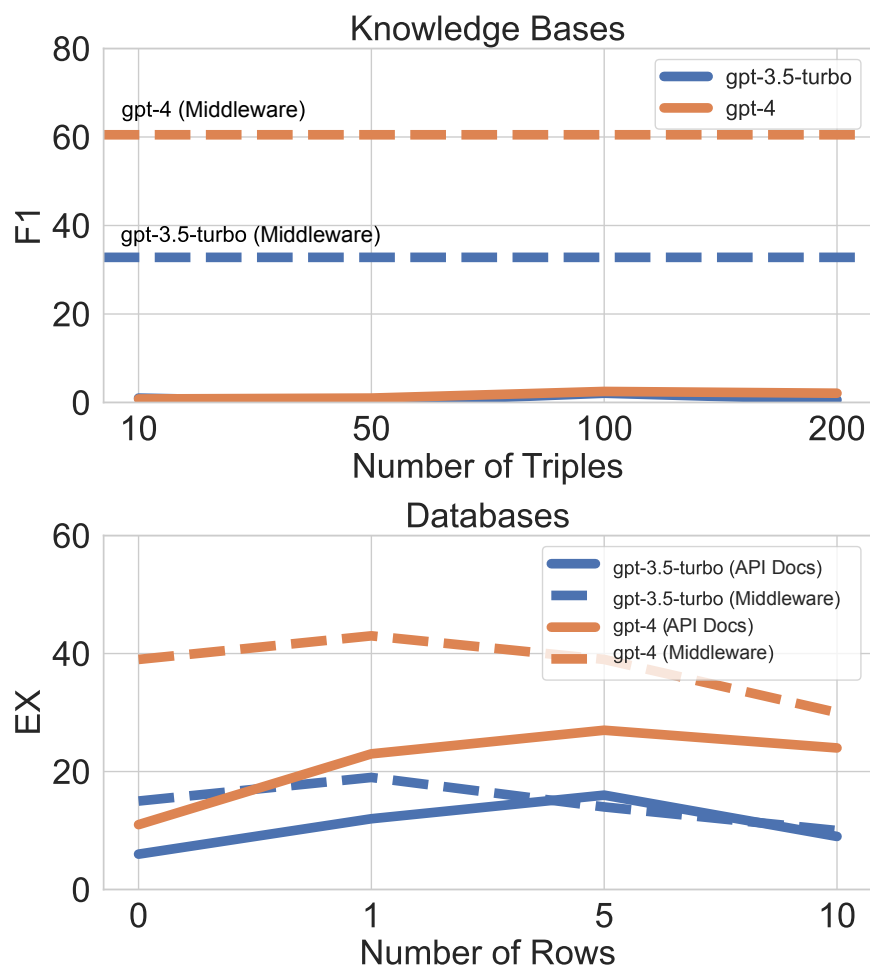 Knowledge Bases
80
60
40
20
0
F1
gpt-3.5-turbo
gpt-4
gpt-4 (Middleware)
gpt-3.5-turbo (Middleware)
10 50 100 200
Number of Triples
Databases
60
40
20
0
EX
gpt-3.5-turbo (API Docs)
gpt-3.5-turbo (Middleware)
gpt-4 (API Docs)
gpt-4 (Middleware)
0 1 5 10
Number of Rows